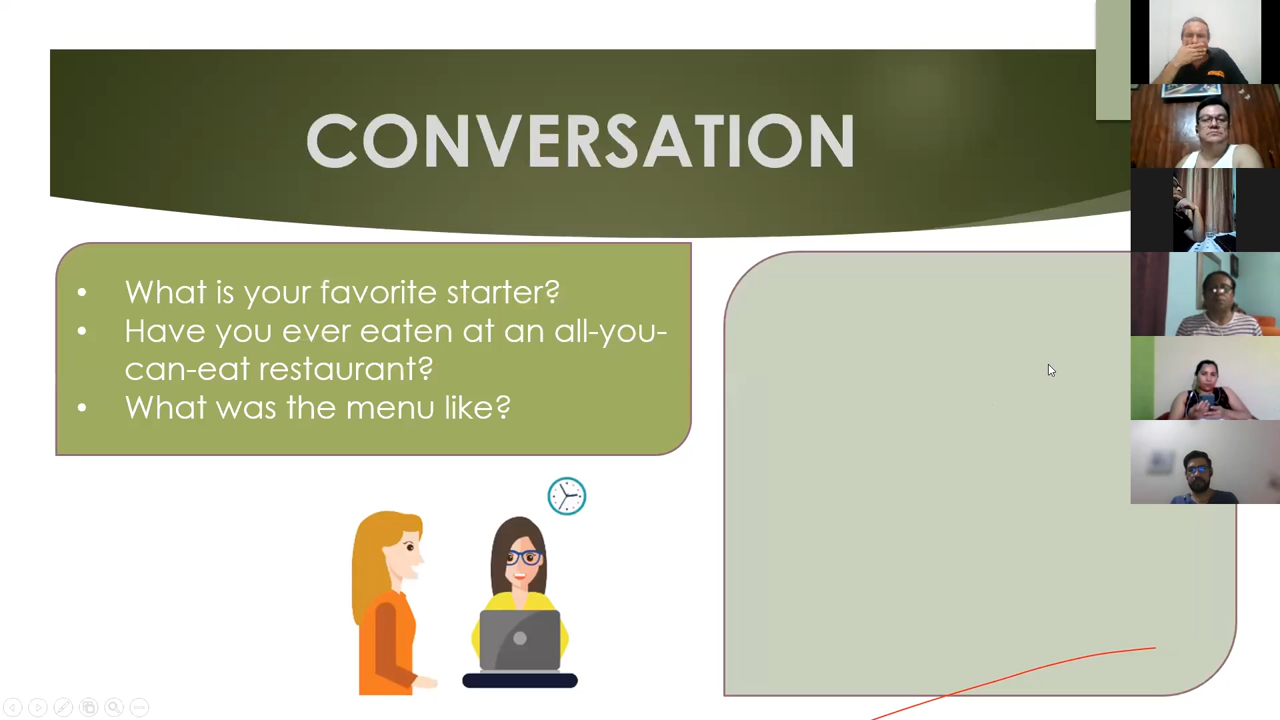 CONVERSATION
• What is your favorite starter?
• Have you ever eaten at an all-you-
can-eat restaurant?
• What was the menu like?